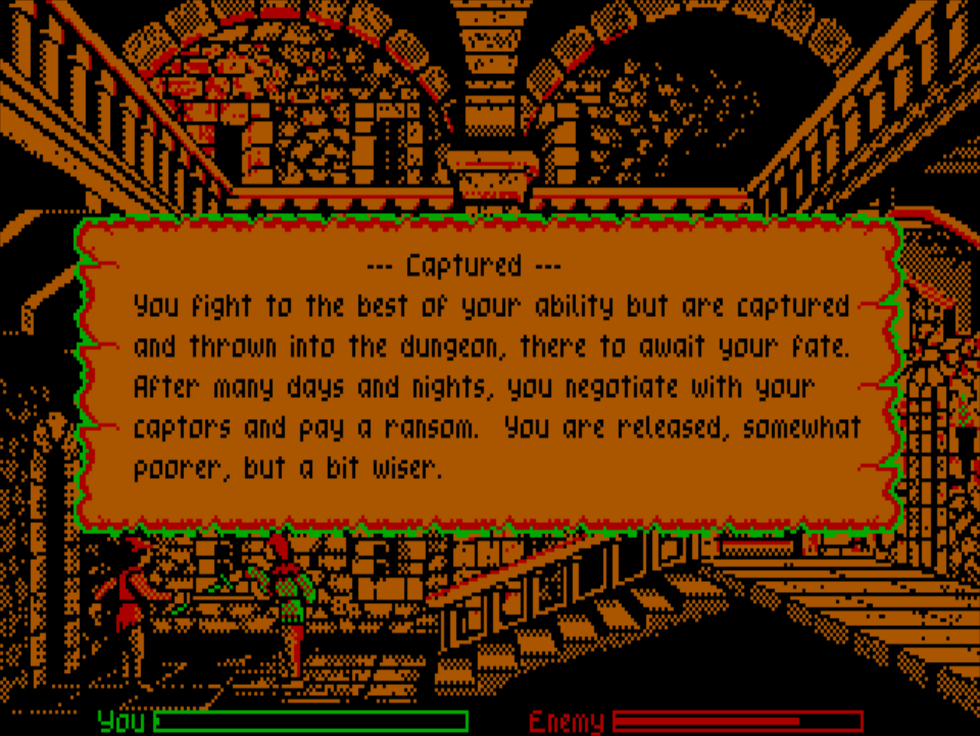 --- Captured ---
You fight to the best of your ability but are captured
and thrown into the dungeon, there to await your fate.
After many days and nights, you negotiate with your
captors and pay a ransom.  You are released, somewhat
poorer, but a bit wiser.
You
Enemy